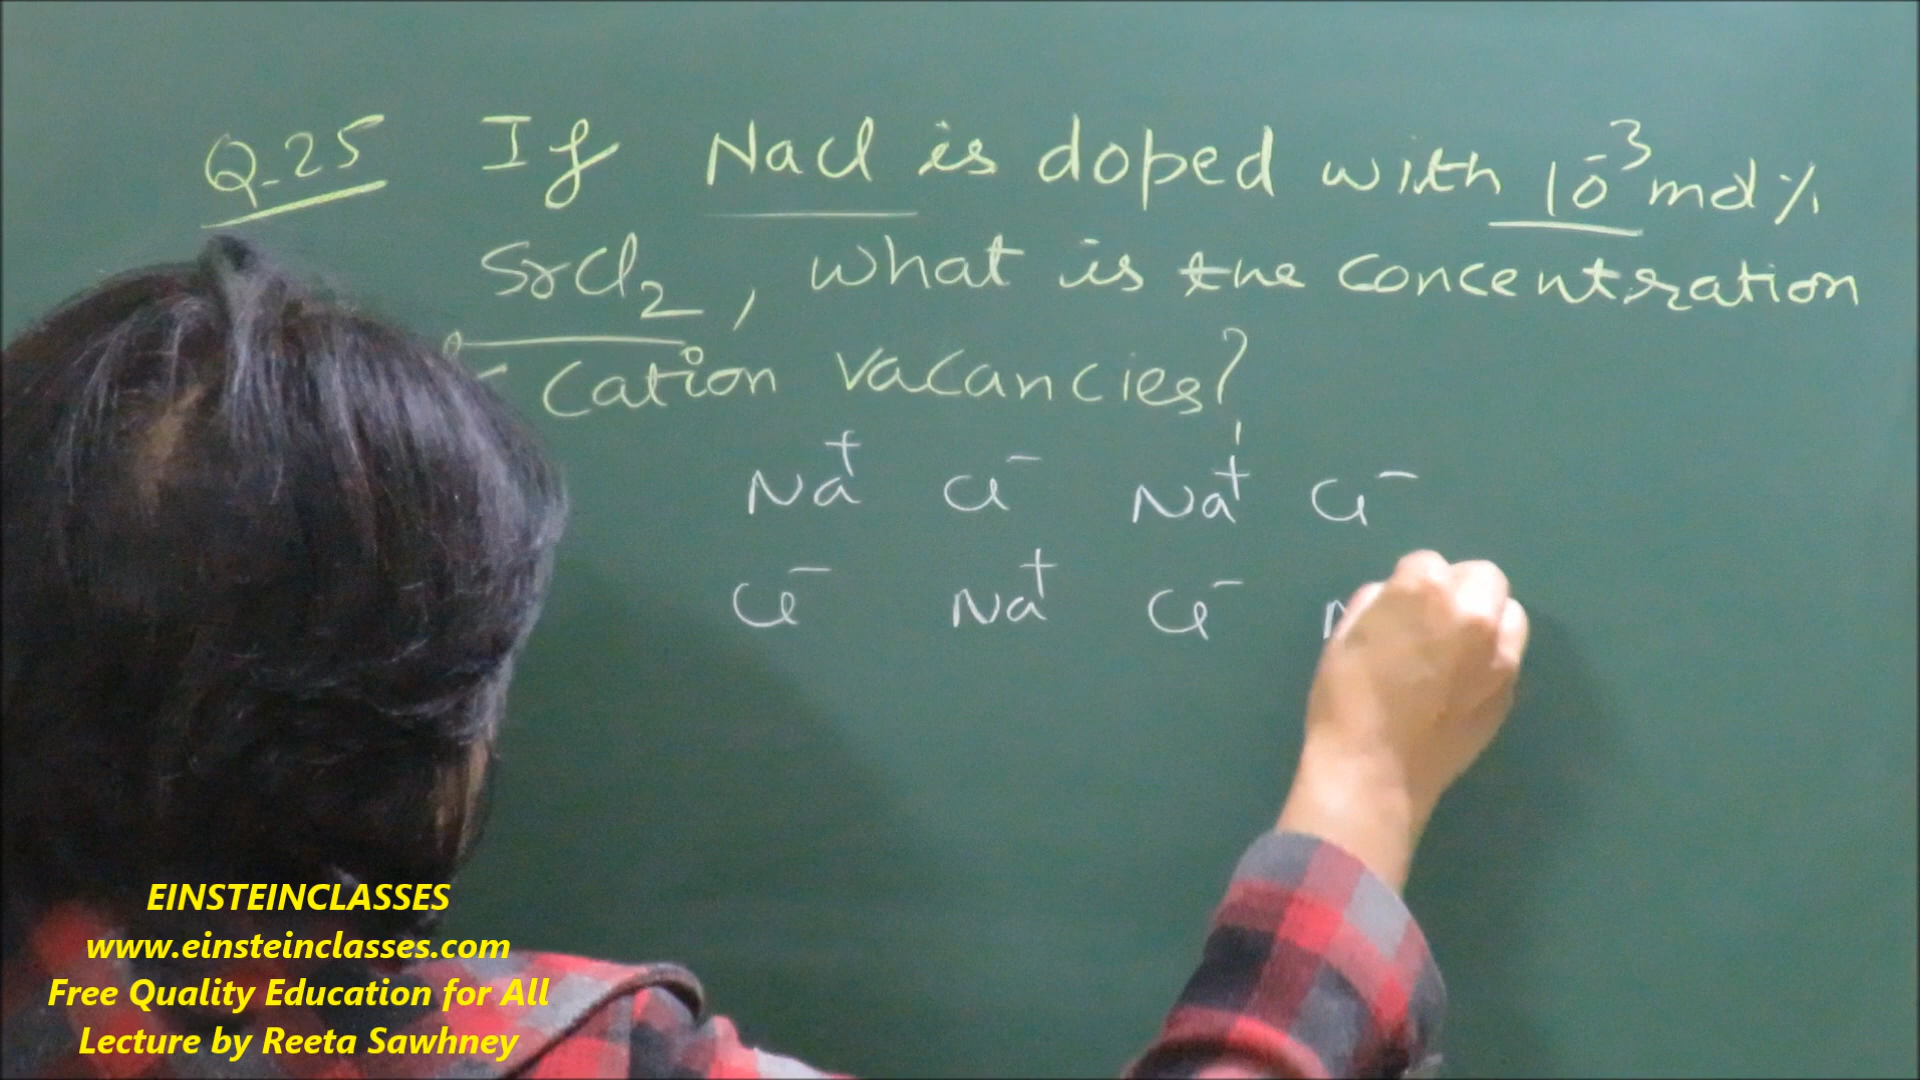 Q.25 If NaCl is doped with 10⁻³ mol %
SrCl₂, what is the concentration
cation vacancies?
Na⁺ Cl⁻ Na⁺ Cl⁻
Cl⁻ Na⁺ Cl⁻
EINSTEINCLASSES
www.einsteinclasses.com
Free Quality Education for All
Lecture by Reeta Sawhney